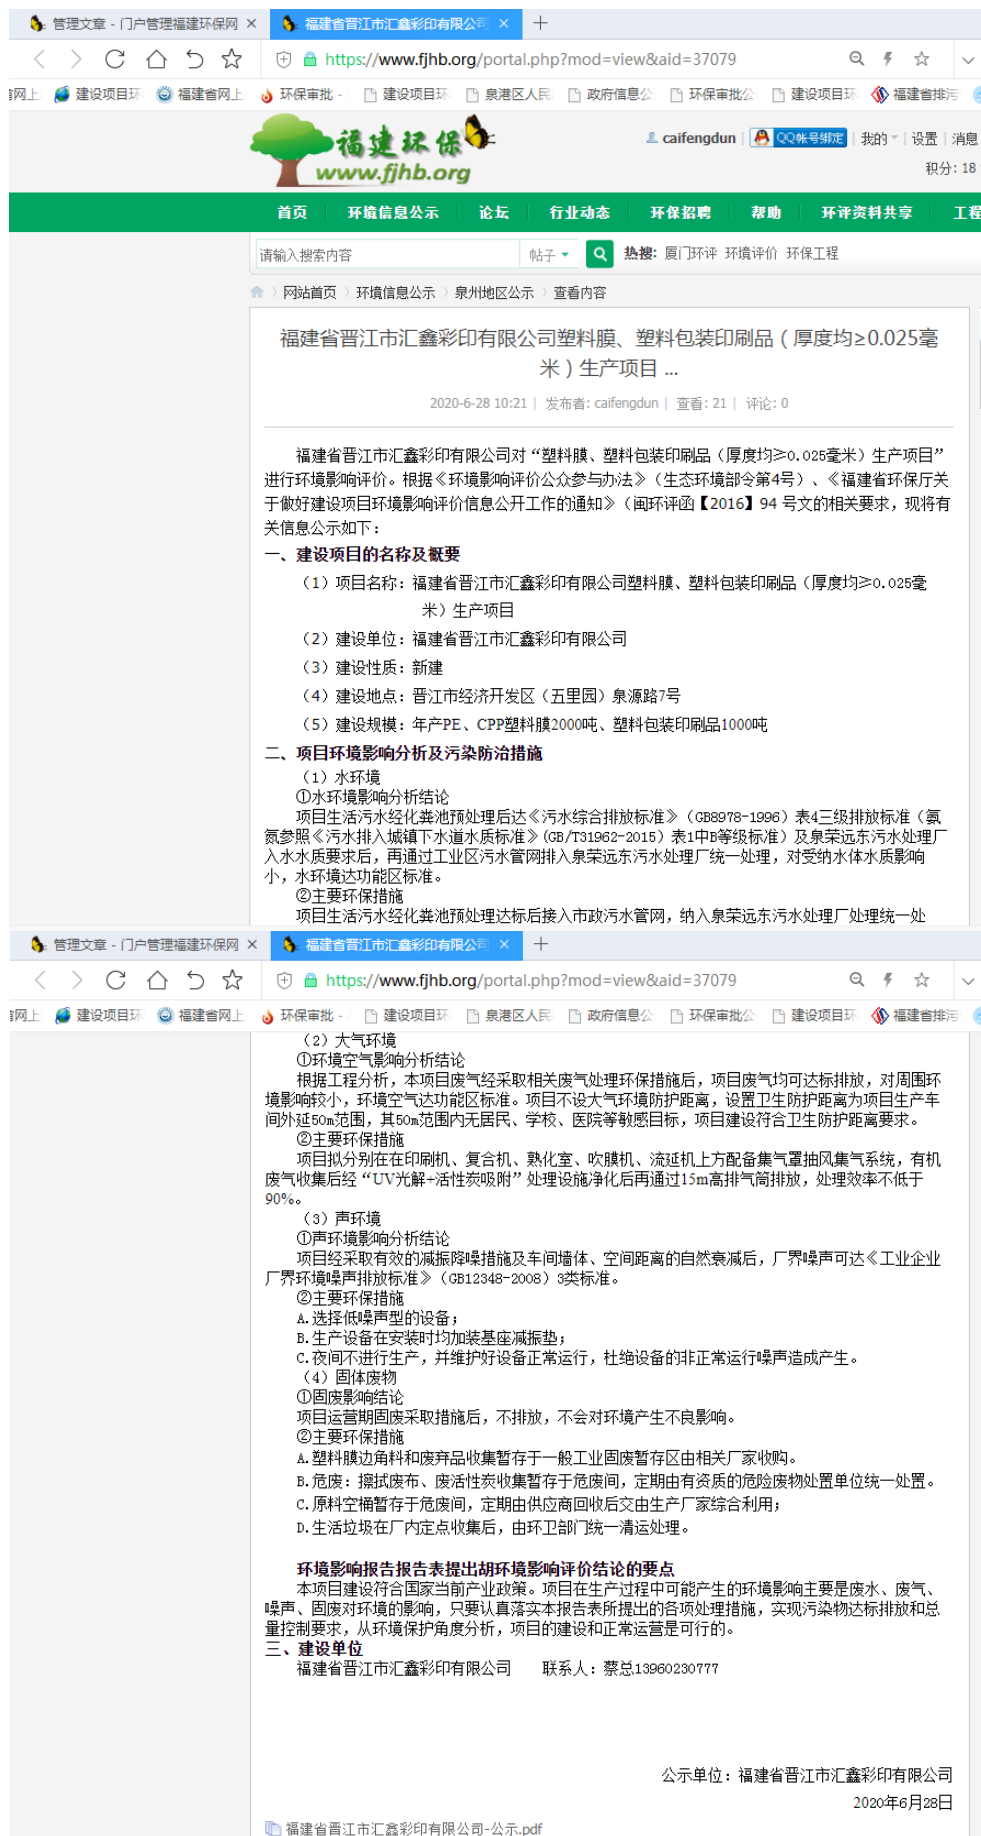 管理文章 - 门户管理福建环保网 × 福建省晋江市汇鑫彩印有限公司 × +
https://www.fjhb.org/portal.php?mod=view&aid=37079
省网上 建设项目环 福建省网上 环保审批 - 建设项目环 泉港区人民 政府信息公 环保审批公 建设项目环 福建省排污
福建环保
www.fjhb.org
caifengdun | QQ帐号绑定 | 我的 | 设置 | 消息
积分: 18
首页 环境信息公示 论坛 行业动态 环保招聘 帮助 环评资料共享 工程
请输入搜索内容 帖子 热搜: 厦门环评 环境评价 环保工程
网站首页 〉 环境信息公示 〉 泉州地区公示 〉 查看内容
福建省晋江市汇鑫彩印有限公司塑料膜、塑料包装印刷品（厚度均≥0.025毫
米）生产项目 ...
2020-6-28 10:21 | 发布者: caifengdun | 查看: 21 | 评论: 0
福建省晋江市汇鑫彩印有限公司对“塑料膜、塑料包装印刷品（厚度均≥0.025毫米）生产项目”
进行环境影响评价。根据《环境影响评价公众参与办法》（生态环境部令第4号）、《福建省环保厅关
于做好建设项目环境影响评价信息公开工作的通知》（闽环评函【2016】94 号文的相关要求，现将有
关信息公示如下：
一、建设项目的名称及概要
（1）项目名称：福建省晋江市汇鑫彩印有限公司塑料膜、塑料包装印刷品（厚度均≥0.025毫
米）生产项目
（2）建设单位：福建省晋江市汇鑫彩印有限公司
（3）建设性质：新建
（4）建设地点：晋江市经济开发区（五里园）泉源路7号
（5）建设规模：年产PE、CPP塑料膜2000吨、塑料包装印刷品1000吨
二、项目环境影响分析及污染防治措施
（1）水环境
①水环境影响分析结论
项目生活污水经化粪池预处理后达《污水综合排放标准》（GB8978-1996）表4三级排放标准（氨
氮参照《污水排入城镇下水道水质标准》(GB/T31962-2015）表1中B等级标准）及泉荣远东污水处理厂
入水水质要求后，再通过工业区污水管网排入泉荣远东污水处理厂统一处理，对受纳水体水质影响
小，水环境达功能区标准。
②主要环保措施
项目生活污水经化粪池预处理达标后接入市政污水管网，纳入泉荣远东污水处理厂处理统一处
管理文章 - 门户管理福建环保网 × 福建省晋江市汇鑫彩印有限公司 × +
https://www.fjhb.org/portal.php?mod=view&aid=37079
省网上 建设项目环 福建省网上 环保审批 - 建设项目环 泉港区人民 政府信息公 环保审批公 建设项目环 福建省排污
（2）大气环境
①环境空气影响分析结论
根据工程分析，本项目废气经采取相关废气处理环保措施后，项目废气均可达标排放，对周围环
境影响较小，环境空气达功能区标准。项目不设大气环境防护距离，设置卫生防护距离为项目生产车
间外延50m范围，其50m范围内无居民、学校、医院等敏感目标，项目建设符合卫生防护距离要求。
②主要环保措施
项目拟分别在在印刷机、复合机、熟化室、吹膜机、流延机上方配备集气罩抽风集气系统，有机
废气收集后经“UV光解+活性炭吸附”处理设施净化后再通过15m高排气筒排放，处理效率不低于
90%。
（3）声环境
①声环境影响分析结论
项目经采取有效的减振降噪措施及车间墙体、空间距离的自然衰减后，厂界噪声可达《工业企业
厂界环境噪声排放标准》（GB12348-2008）3类标准。
②主要环保措施
A.选择低噪声型的设备；
B.生产设备在安装时均加装基座减振垫；
C.夜间不进行生产，并维护好设备正常运行，杜绝设备的非正常运行噪声造成产生。
（4）固体废物
①固废影响结论
项目运营期固废采取措施后，不排放，不会对环境产生不良影响。
②主要环保措施
A.塑料膜边角料和废弃品收集暂存于一般工业固废暂存区由相关厂家收购。
B.危废：擦拭废布、废活性炭收集暂存于危废间，定期由有资质的危险废物处置单位统一处置。
C.原料空桶暂存于危废间，定期由供应商回收后交由生产厂家综合利用；
D.生活垃圾在厂内定点收集后，由环卫部门统一清运处理。
环境影响报告报告表提出胡环境影响评价结论的要点
本项目建设符合国家当前产业政策。项目在生产过程中可能产生的环境影响主要是废水、废气、
噪声、固废对环境的影响，只要认真落实本报告表所提出的各项处理措施，实现污染物达标排放和总
量控制要求，从环境保护角度分析，项目的建设和正常运营是可行的。
三、建设单位
福建省晋江市汇鑫彩印有限公司 联系人：蔡总13960230777
公示单位：福建省晋江市汇鑫彩印有限公司
2020年6月28日
福建省晋江市汇鑫彩印有限公司-公示.pdf